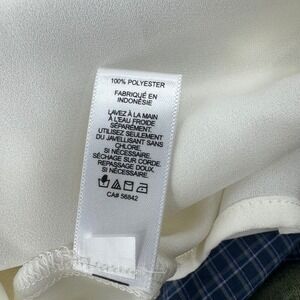 100% POLYESTER
FABRIQUÉ EN
INDONÉSIE
LAVEZ À LA MAIN
À L'EAU FROIDE
SÉPARÉMENT.
UTILISEZ SEULEMENT
DU JAVELLISANT SANS
CHLORE,
SI NÉCESSAIRE.
SÉCHAGE SUR CORDE.
REPASSAGE DOUX,
SI NÉCESSAIRE.
CA# 56842